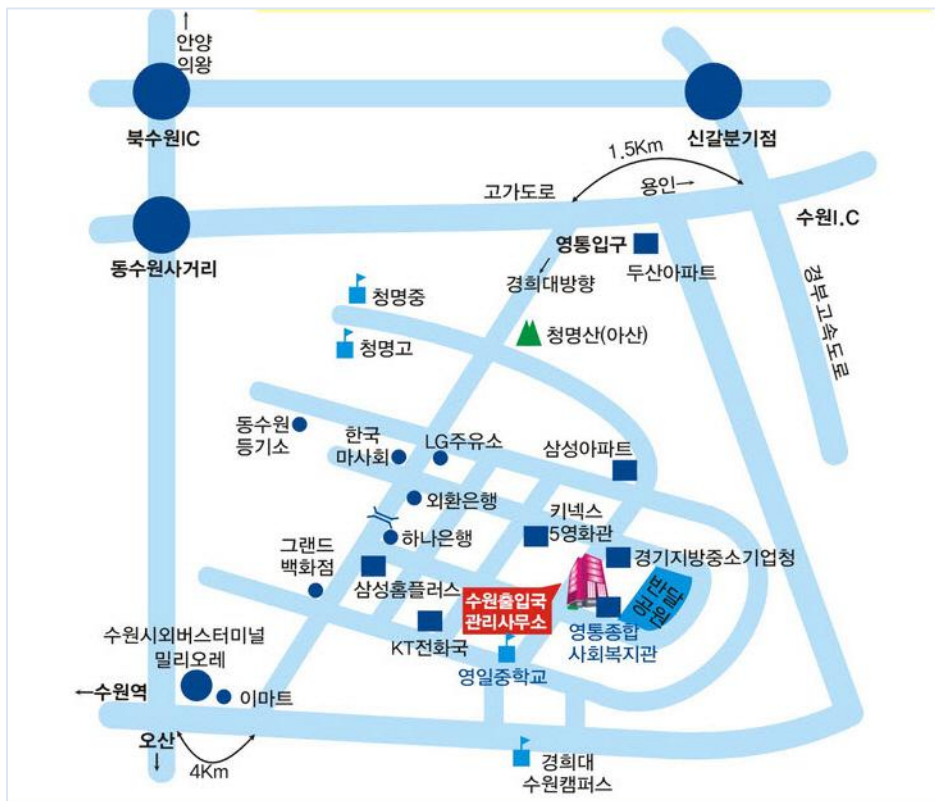 ↑
안양
의왕
북수원IC
신갈분기점
1.5Km
고가도로
용인→
수원I.C
동수원사거리
영통입구
두산아파트
경희대방향
경부고속도로
청명중
청명산(아산)
청명고
동수원
등기소
한국
마사회
LG주유소
삼성아파트
외환은행
키넥스
5영화관
하나은행
경기지방중소기업청
그랜드
백화점
삼성홈플러스
수원출입국
관리사무소
영통종합
사회복지관
KT전화국
영일중학교
수원시외버스터미널
밀리오레
←수원역
이마트
오산
↓
4Km
경희대
수원캠퍼스